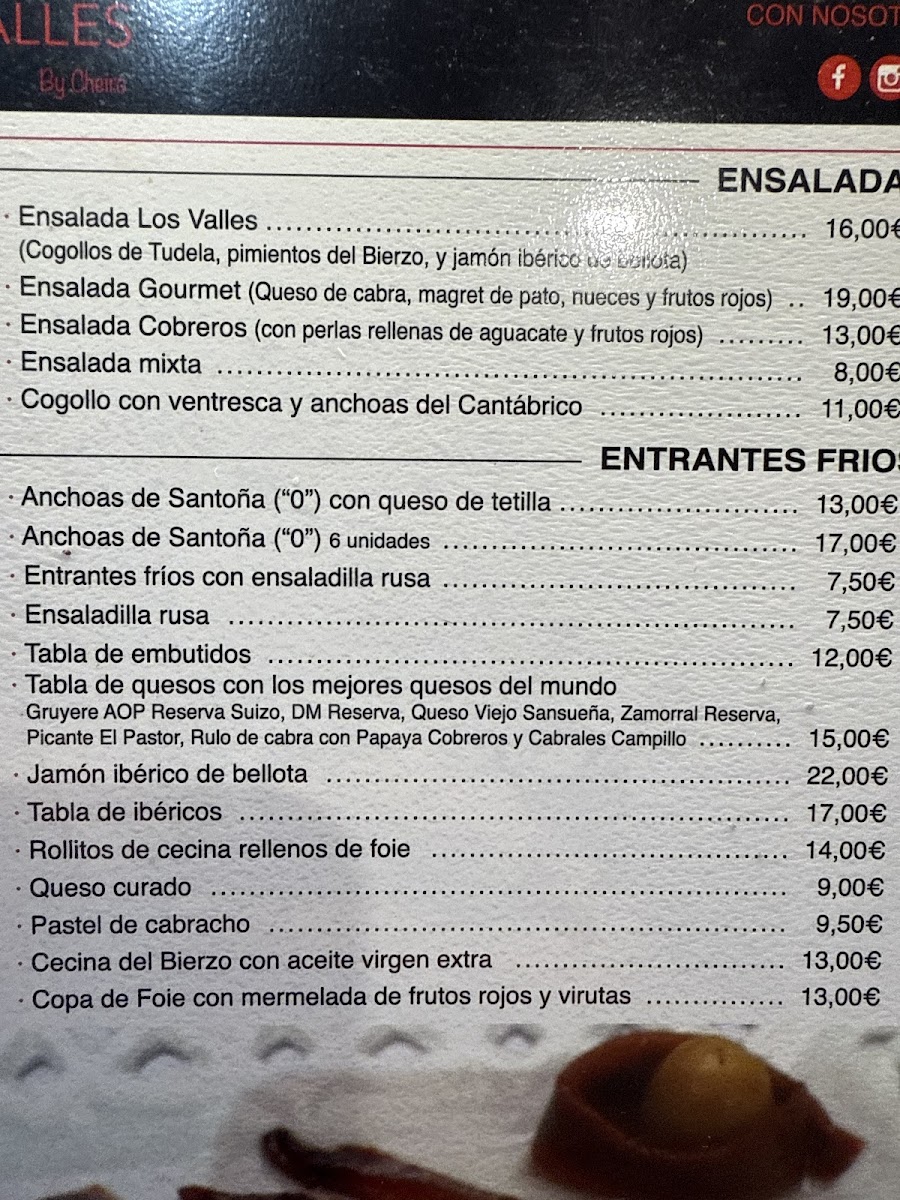 ALLES
CON NOSOT
By Cheira
ENSALADA
· Ensalada Los Valles 16,00€
(Cogollos de Tudela, pimientos del Bierzo, y jamón ibérico de bellota)
· Ensalada Gourmet (Queso de cabra, magret de pato, nueces y frutos rojos) .. 19,00€
· Ensalada Cobreros (con perlas rellenas de aguacate y frutos rojos) 13,00€
· Ensalada mixta 8,00€
· Cogollo con ventresca y anchoas del Cantábrico 11,00€
ENTRANTES FRIOS
· Anchoas de Santoña (“0”) con queso de tetilla 13,00€
· Anchoas de Santoña (“0”) 6 unidades 17,00€
· Entrantes fríos con ensaladilla rusa 7,50€
· Ensaladilla rusa 7,50€
· Tabla de embutidos 12,00€
· Tabla de quesos con los mejores quesos del mundo
Gruyere AOP Reserva Suizo, DM Reserva, Queso Viejo Sansueña, Zamorral Reserva,
Picante El Pastor, Rulo de cabra con Papaya Cobreros y Cabrales Campillo 15,00€
· Jamón ibérico de bellota 22,00€
· Tabla de ibéricos 17,00€
· Rollitos de cecina rellenos de foie 14,00€
· Queso curado 9,00€
· Pastel de cabracho 9,50€
· Cecina del Bierzo con aceite virgen extra 13,00€
· Copa de Foie con mermelada de frutos rojos y virutas 13,00€